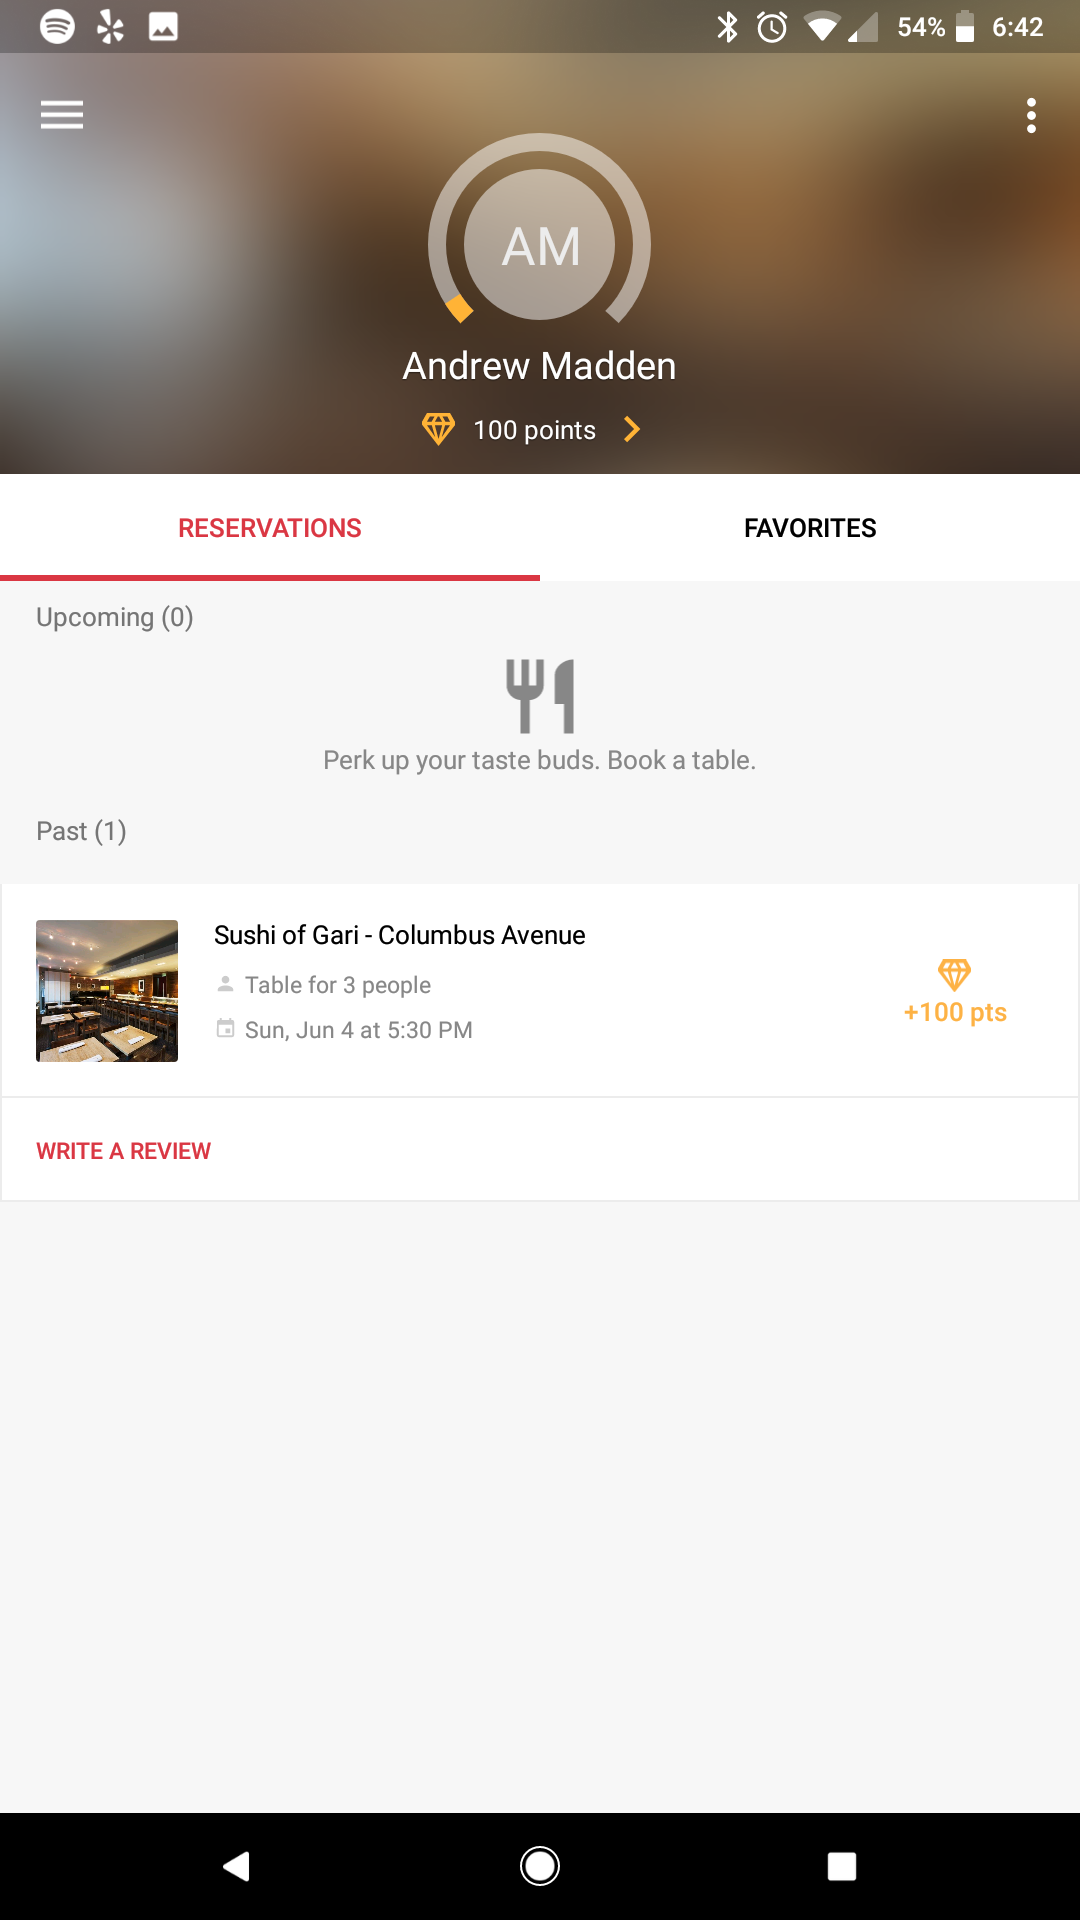 54% 6:42
AM
Andrew Madden
100 points
RESERVATIONS FAVORITES
Upcoming (0)
Perk up your taste buds. Book a table.
Past (1)
Sushi of Gari - Columbus Avenue
Table for 3 people
+100 pts
Sun, Jun 4 at 5:30 PM
WRITE A REVIEW